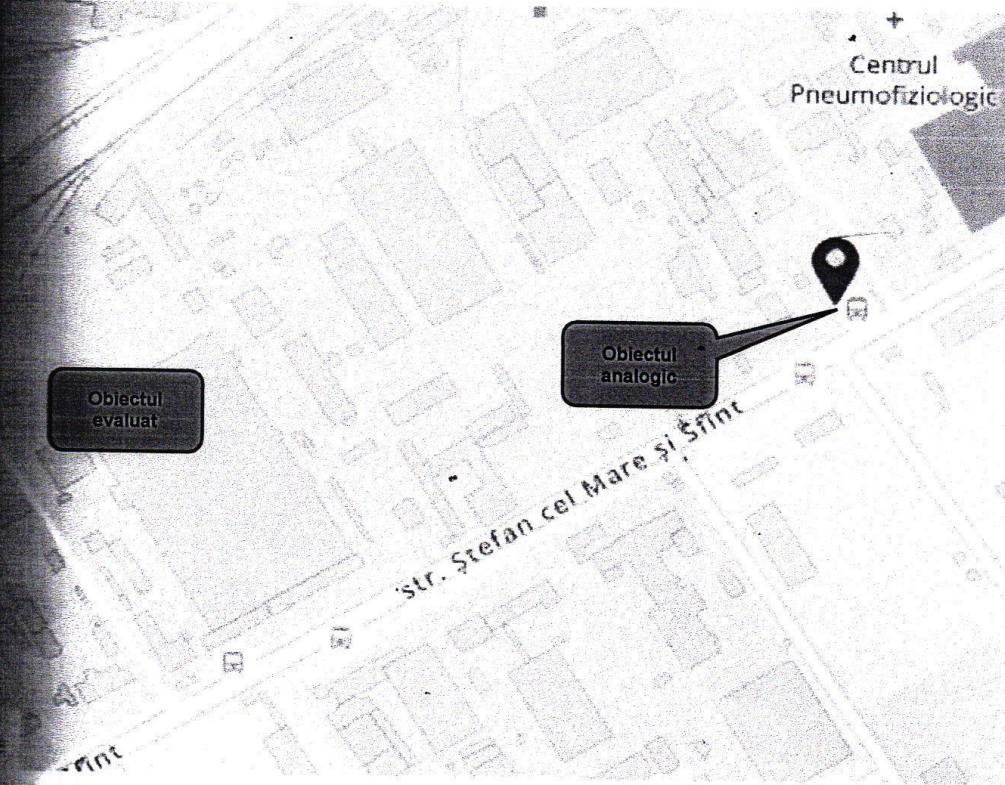 Centrul
Pneumofiziologic
Obiectul
analogic
Obiectul
evaluat
str. Ștefan cel Mare și Sfînt
Sfînt